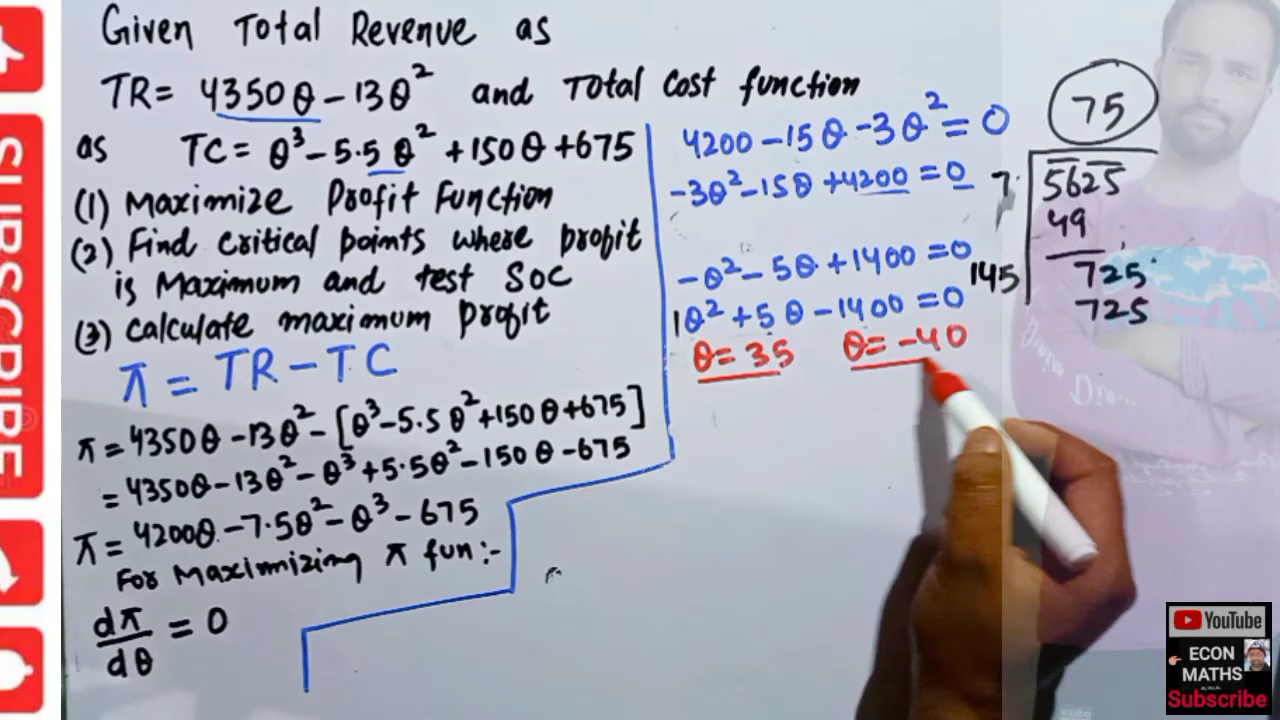 Given Total Revenue as
TR= 4350θ-13θ² and Total Cost function
as TC= θ³-5.5θ²+150θ+675
(1) Maximize Profit Function
(2) Find Critical points where profit
is Maximum and test SOC
(3) Calculate maximum profit
π = TR-TC
π = 4350θ-13θ²-[θ³-5.5θ²+150θ+675]
= 4350θ-13θ²-θ³+5.5θ²-150θ-675
π = 4200θ-7.5θ²-θ³-675
For Maximizing π fun:-
dπ/dθ = 0
4200-15θ-3θ²=0
-3θ²-15θ+4200=0
-θ²-5θ+1400=0
1θ²+5θ-1400=0
θ=35 θ=-40
75
7 5625
49
145 725
725
SUBSCRIBE
YouTube
ECON
MATHS
Subscribe